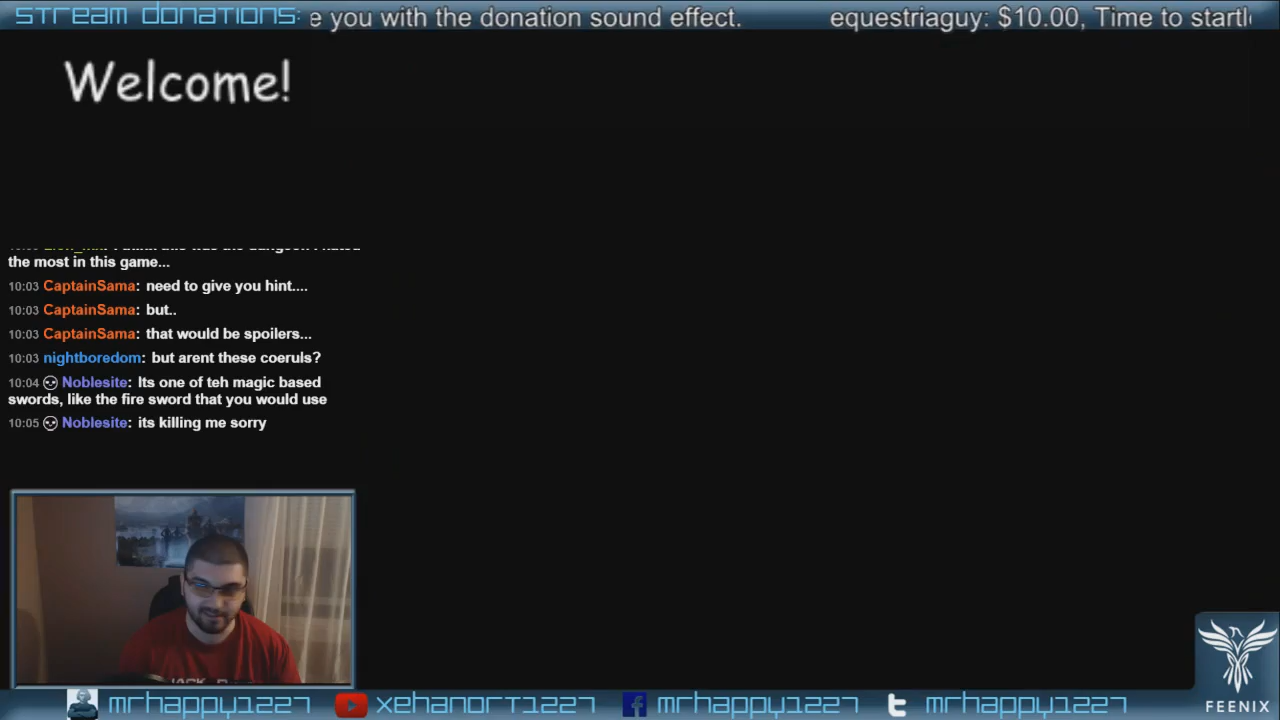 stream donations: e you with the donation sound effect. equestriaguy: $10.00, Time to startl
Welcome!
the most in this game...
10:03 CaptainSama: need to give you hint....
10:03 CaptainSama: but..
10:03 CaptainSama: that would be spoilers...
10:03 nightboredom: but arent these coeruls?
10:04 Noblesite: Its one of teh magic based
swords, like the fire sword that you would use
10:05 Noblesite: its killing me sorry
mrhappy1227 xehanort1227 mrhappy1227 mrhappy1227
FEENIX